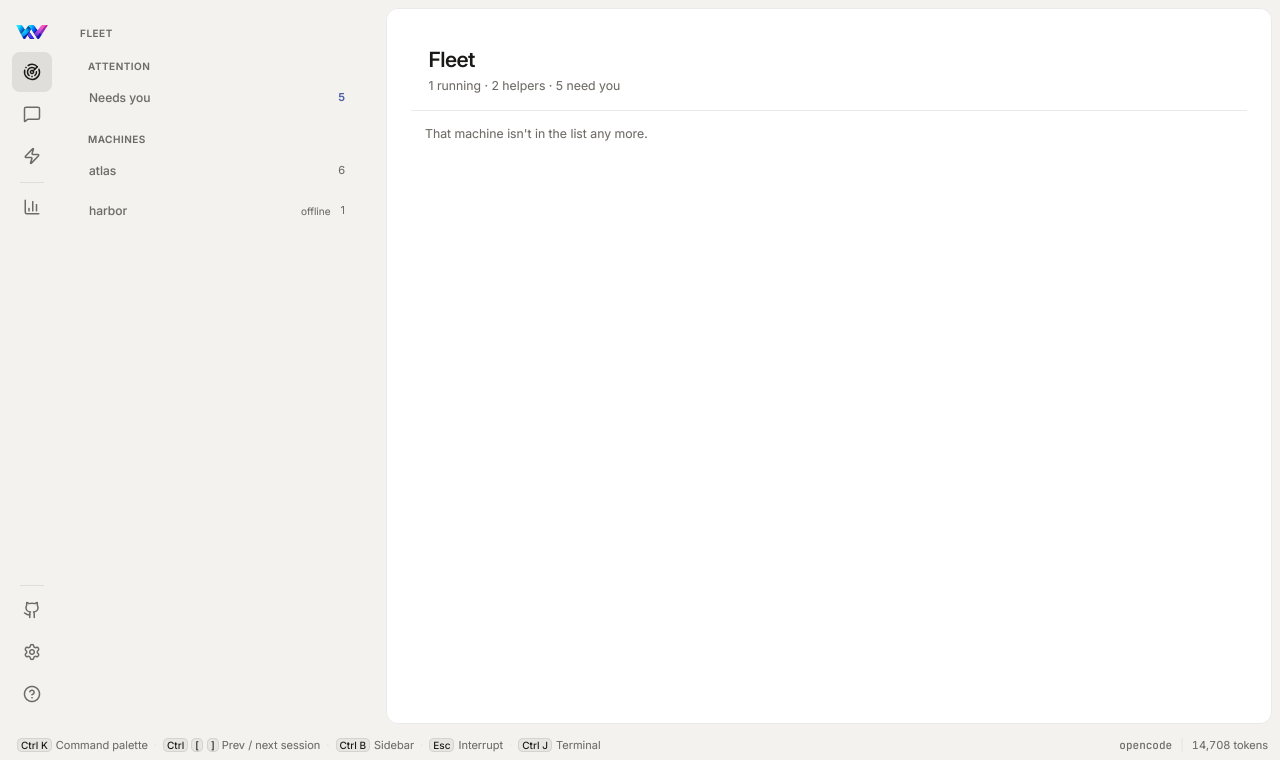 FLEET
ATTENTION
Needs you 5
MACHINES
atlas 6
harbor offline 1
Fleet
1 running · 2 helpers · 5 need you
That machine isn't in the list any more.
Ctrl K Command palette Ctrl [ ] Prev / next session Ctrl B Sidebar Esc Interrupt Ctrl J Terminal opencode 14,708 tokens